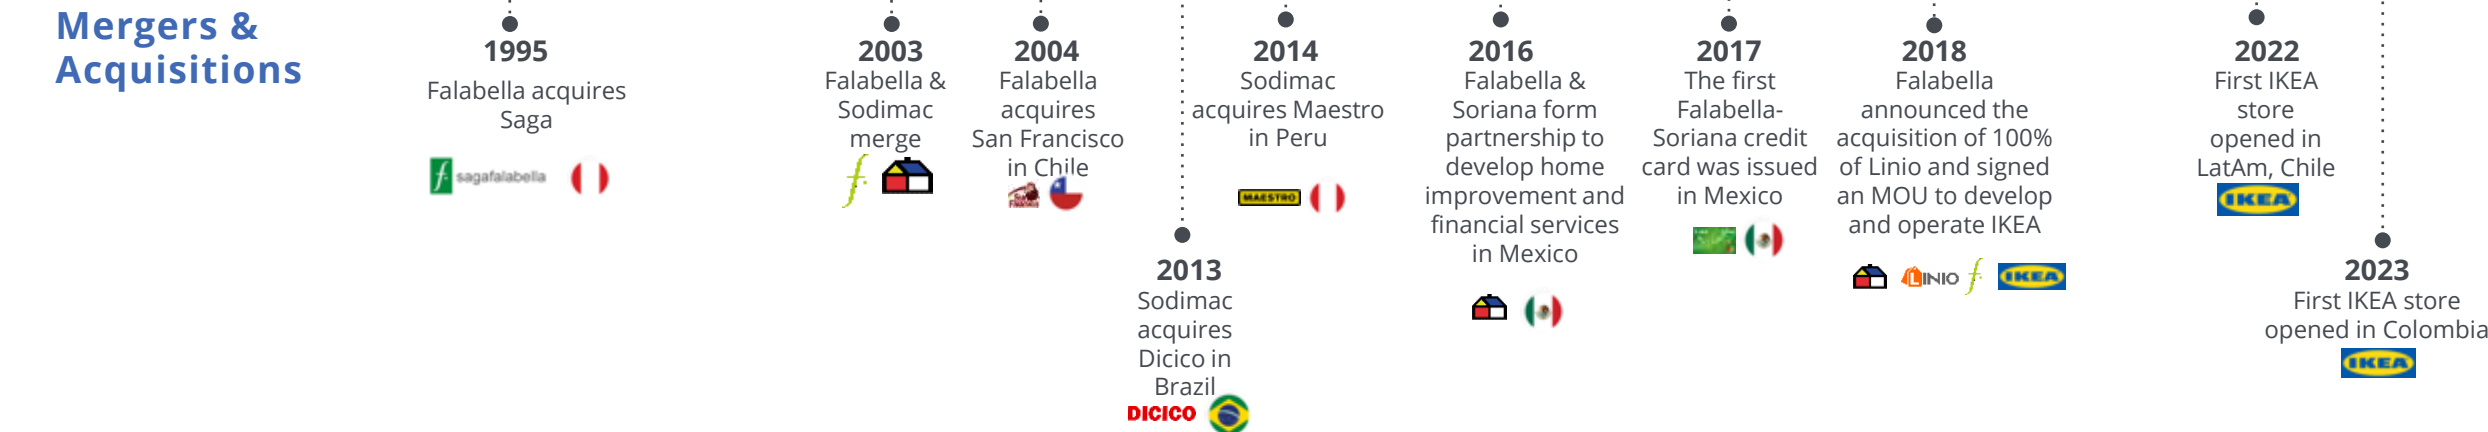 Mergers &
Acquisitions
1995
Falabella acquires
Saga
f. sagafalabella
2003
Falabella &
Sodimac
merge
f.
2004
Falabella
acquires
San Francisco
in Chile
2013
Sodimac
acquires
Dicico in
Brazil
DICICO
2014
Sodimac
acquires Maestro
in Peru
MAESTRO
2016
Falabella &
Soriana form
partnership to
develop home
improvement and
financial services
in Mexico
2017
The first
Falabella-
Soriana credit
card was issued
in Mexico
2018
Falabella
announced the
acquisition of 100%
of Linio and signed
an MOU to develop
and operate IKEA
LINIO f. IKEA
2022
First IKEA
store
opened in
LatAm, Chile
IKEA
2023
First IKEA store
opened in Colombia
IKEA